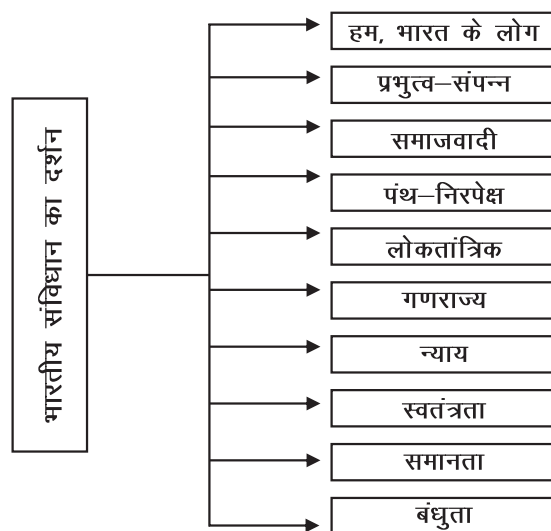 भारतीय संविधान का दर्शन
हम, भारत के लोग
प्रभुत्व–संपन्न
समाजवादी
पंथ–निरपेक्ष
लोकतांत्रिक
गणराज्य
न्याय
स्वतंत्रता
समानता
बंधुता